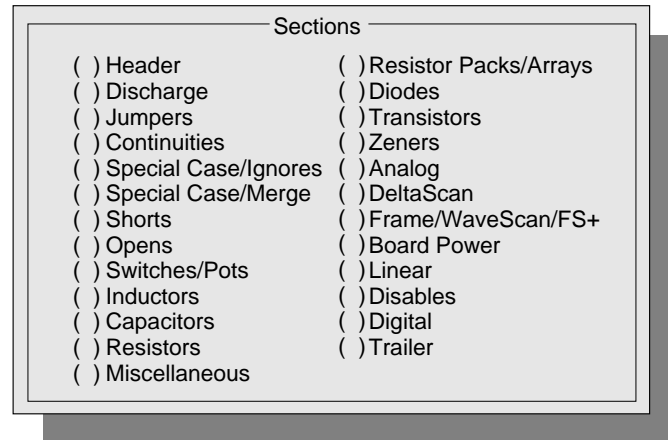 Sections
( ) Header
( ) Discharge
( ) Jumpers
( ) Continuities
( ) Special Case/Ignores
( ) Special Case/Merge
( ) Shorts
( ) Opens
( ) Switches/Pots
( ) Inductors
( ) Capacitors
( ) Resistors
( ) Miscellaneous
( ) Resistor Packs/Arrays
( ) Diodes
( ) Transistors
( ) Zeners
( ) Analog
( ) DeltaScan
( ) Frame/WaveScan/FS+
( ) Board Power
( ) Linear
( ) Disables
( ) Digital
( ) Trailer